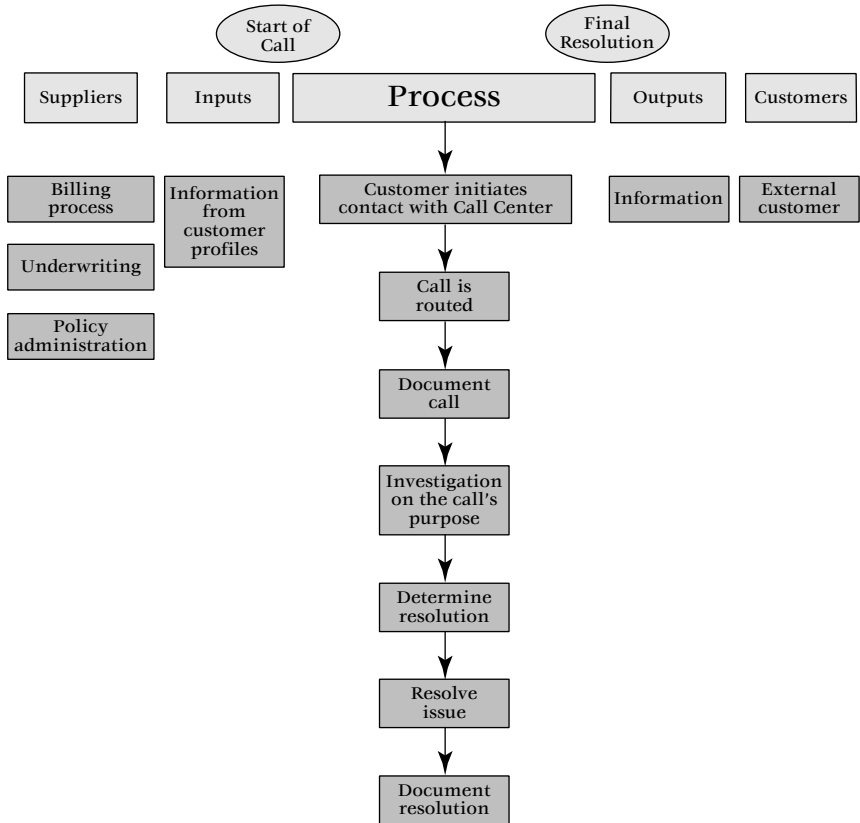 Start of
Call
Final
Resolution
Suppliers
Inputs
Process
Outputs
Customers
Billing
process
Underwriting
Policy
administration
Information
from
customer
profiles
Customer initiates
contact with Call Center
Call is
routed
Document
call
Investigation
on the call's
purpose
Determine
resolution
Resolve
issue
Document
resolution
Information
External
customer